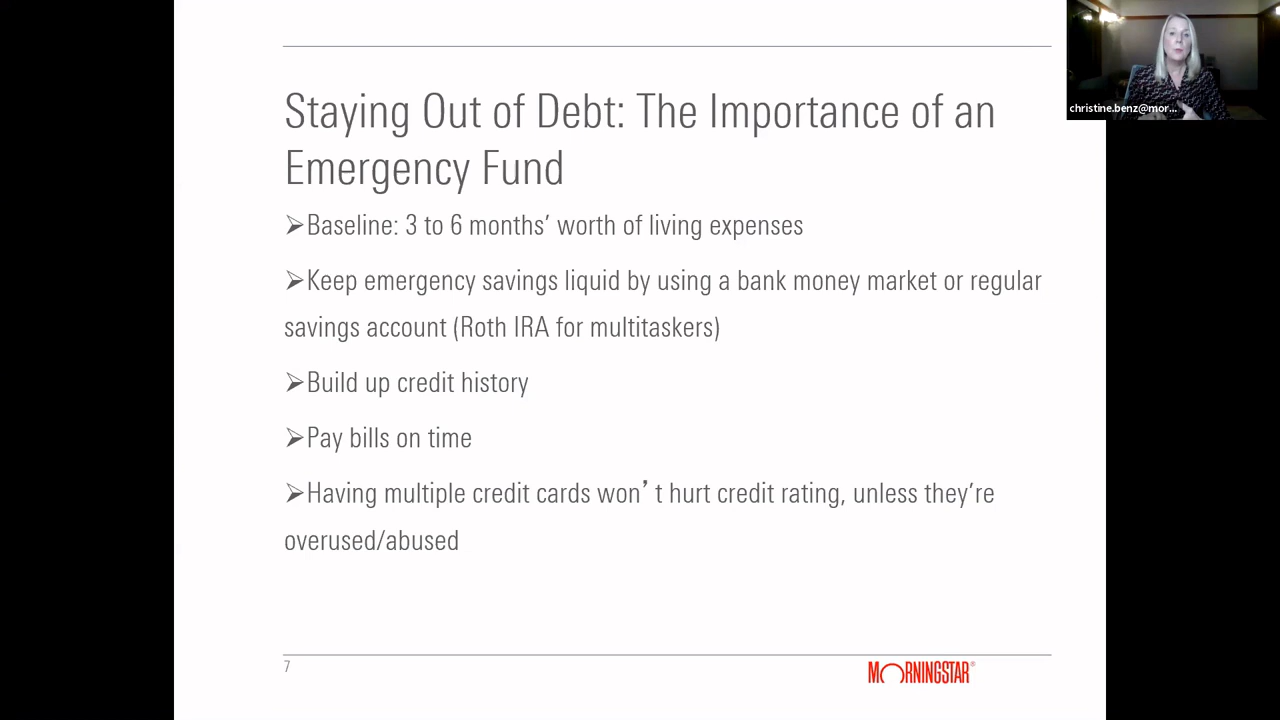 christine.benz@mor...
Staying Out of Debt: The Importance of an
Emergency Fund
➢Baseline: 3 to 6 months’ worth of living expenses
➢Keep emergency savings liquid by using a bank money market or regular
savings account (Roth IRA for multitaskers)
➢Build up credit history
➢Pay bills on time
➢Having multiple credit cards won’ t hurt credit rating, unless they’re
overused/abused
7
MORNINGSTAR®